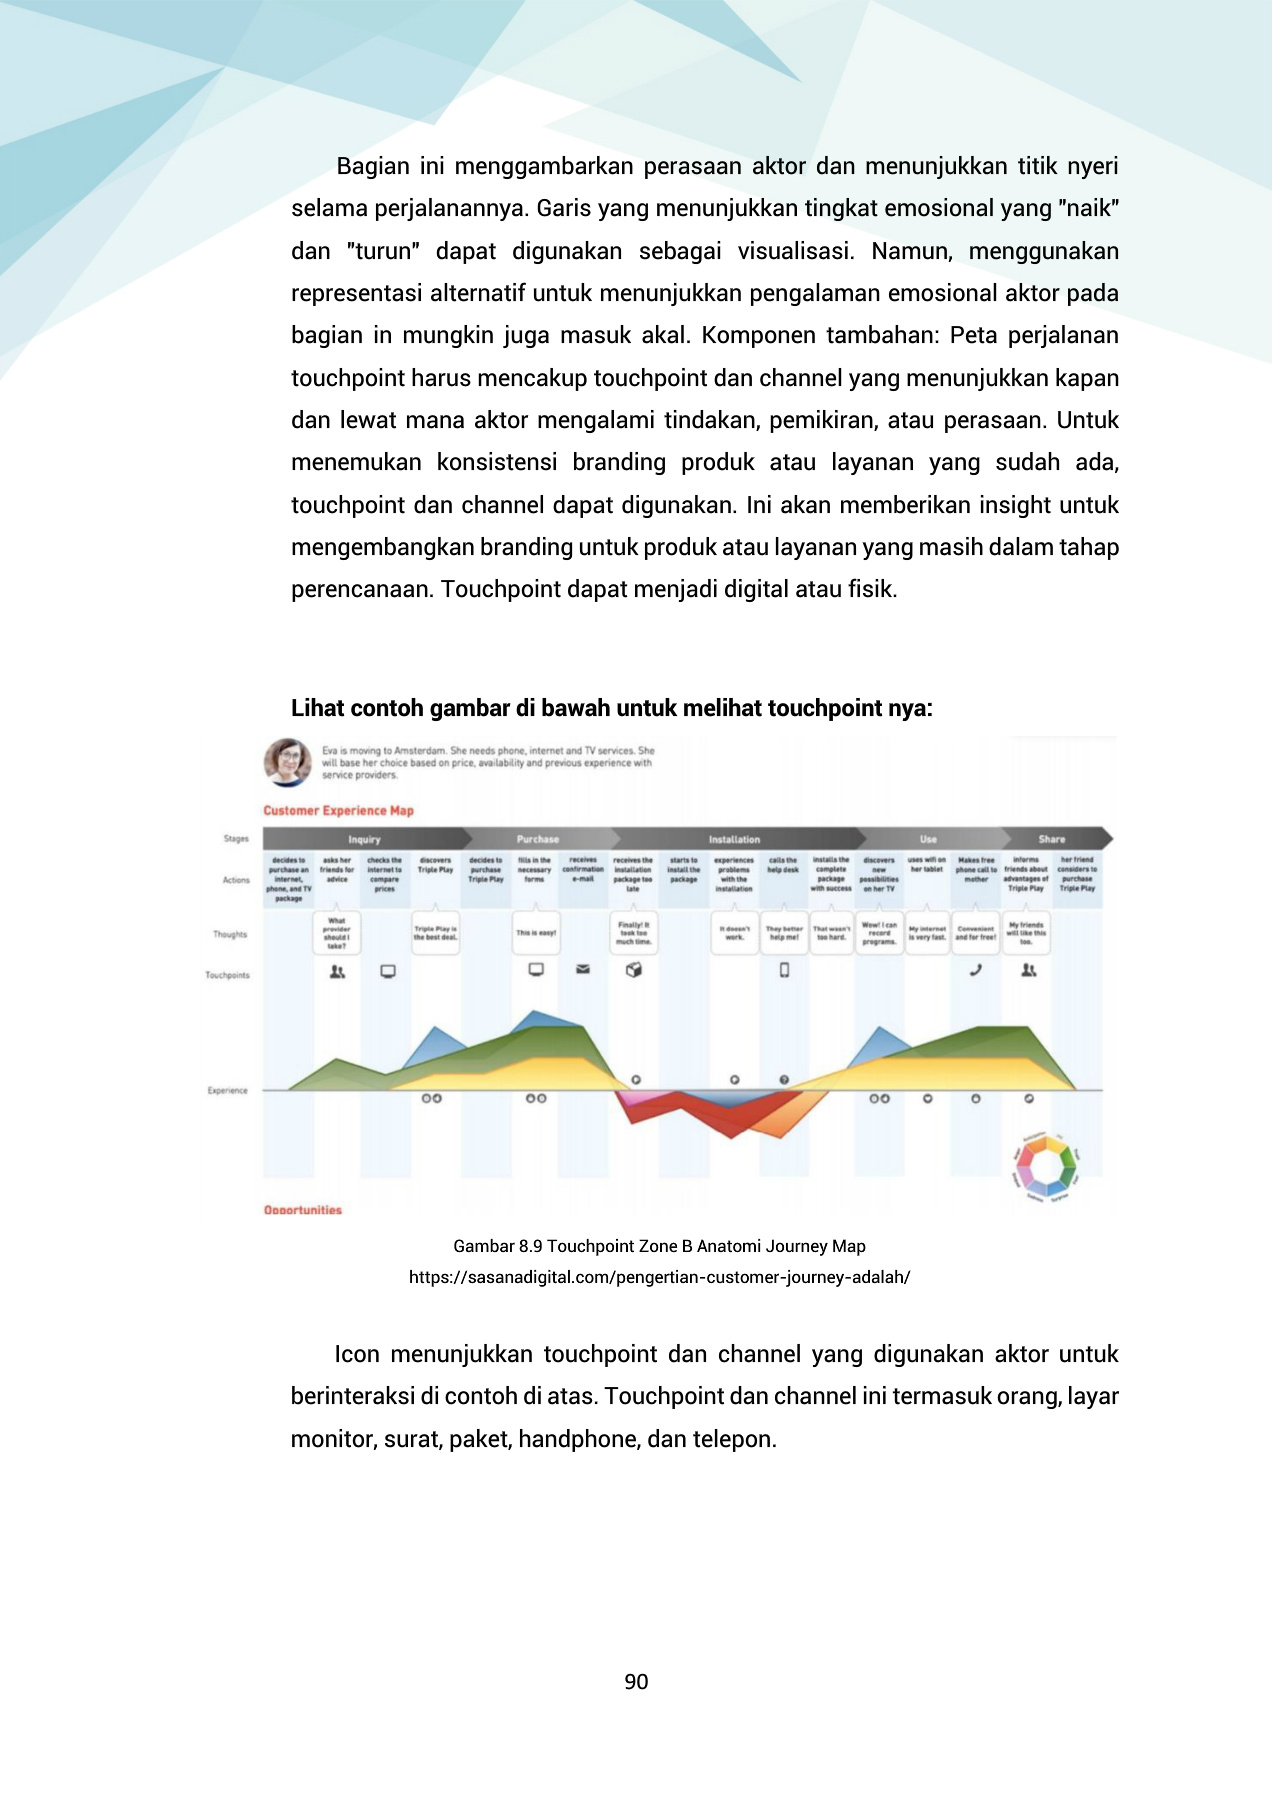 Bagian ini menggambarkan perasaan aktor dan menunjukkan titik nyeri
selama perjalanannya. Garis yang menunjukkan tingkat emosional yang "naik"
dan "turun" dapat digunakan sebagai visualisasi. Namun, menggunakan
representasi alternatif untuk menunjukkan pengalaman emosional aktor pada
bagian in mungkin juga masuk akal. Komponen tambahan: Peta perjalanan
touchpoint harus mencakup touchpoint dan channel yang menunjukkan kapan
dan lewat mana aktor mengalami tindakan, pemikiran, atau perasaan. Untuk
menemukan konsistensi branding produk atau layanan yang sudah ada,
touchpoint dan channel dapat digunakan. Ini akan memberikan insight untuk
mengembangkan branding untuk produk atau layanan yang masih dalam tahap
perencanaan. Touchpoint dapat menjadi digital atau fisik.
Lihat contoh gambar di bawah untuk melihat touchpoint nya:
Eva is moving to Amsterdam. She needs phone, internet and TV services. She
will base her choice based on price, availability and previous experience with
service providers.
Customer Experience Map
Stages
Inquiry
Purchase
Installation
Use
Share
Actions
decides to
purchase an
internet,
phone, and TV
package
asks her
friends for
advice
checks the
internet to
compare
prices
discovers
Triple Play
decides to
purchase
Triple Play
fills in the
necessary
forms
receives
confirmation
e-mail
receives the
installation
package too
late
starts to
install the
package
experiences
problems
with the
installation
calls the
help desk
installs the
complete
package
with success
discovers
new
possibilities
on her TV
uses wifi on
her tablet
Makes free
phone call to
mother
informs
friends about
advantages of
Triple Play
her friend
considers to
purchase
Triple Play
Thoughts
What
provider
should I
take?
Triple Play is
the best deal.
This is easy!
Finally! It
took too
much time.
It doesn't
work.
They better
help me!
That wasn't
too hard.
Wow! I can
record
programs.
My internet
is very fast.
Convenient
and for free!
My friends
will like this
too.
Touchpoints
Experience
Opportunities
Gambar 8.9 Touchpoint Zone B Anatomi Journey Map
https://sasanadigital.com/pengertian-customer-journey-adalah/
Icon menunjukkan touchpoint dan channel yang digunakan aktor untuk
berinteraksi di contoh di atas. Touchpoint dan channel ini termasuk orang, layar
monitor, surat, paket, handphone, dan telepon.
90